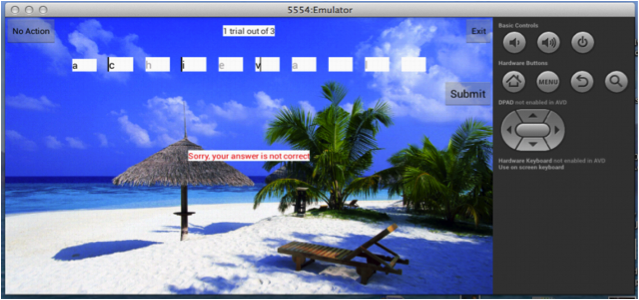 5554:Emulator
No Action
1 trial out of 3
Exit
a c h i e v a l
Submit
Sorry, your answer is not correct
Basic Controls
Hardware Buttons
MENU
DPAD not enabled in AVD
Hardware Keyboard not enabled in AVD
Use on screen keyboard